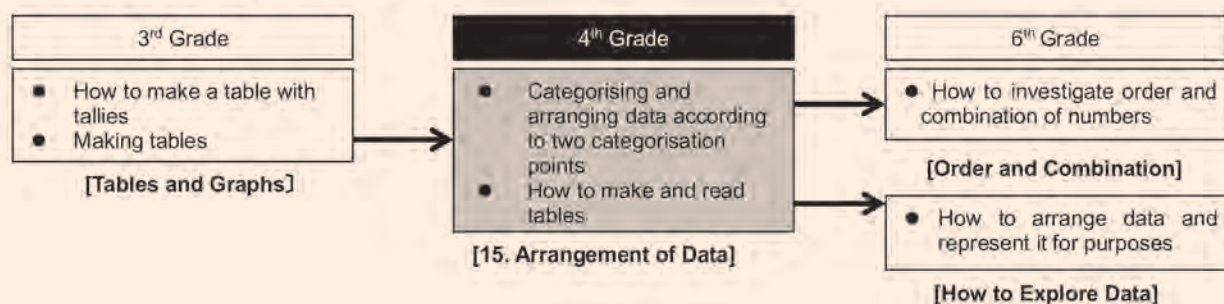 3rd Grade
● How to make a table with
tallies
● Making tables
[Tables and Graphs]
4th Grade
● Categorising and
arranging data according
to two categorisation
points
● How to make and read
tables
[15. Arrangement of Data]
6th Grade
● How to investigate order and
combination of numbers
[Order and Combination]
● How to arrange data and
represent it for purposes
[How to Explore Data]